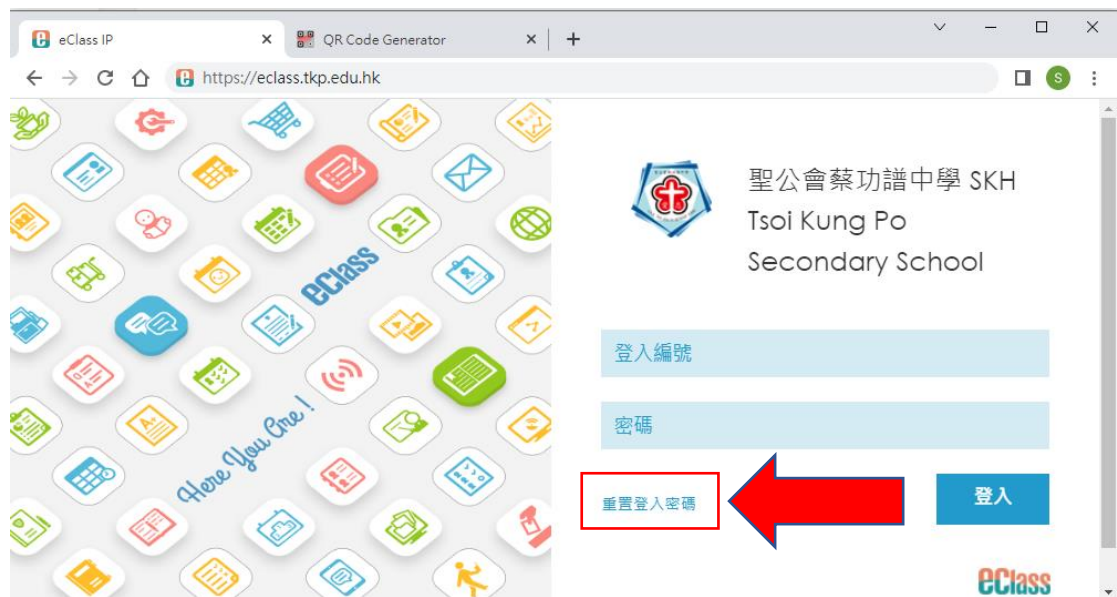 eClass IP
QR Code Generator
https://eclass.tkp.edu.hk
S
聖公會蔡功譜中學 SKH
Tsoi Kung Po
Secondary School
eClass
Here You Are !
登入編號
密碼
重置登入密碼
登入
eClass